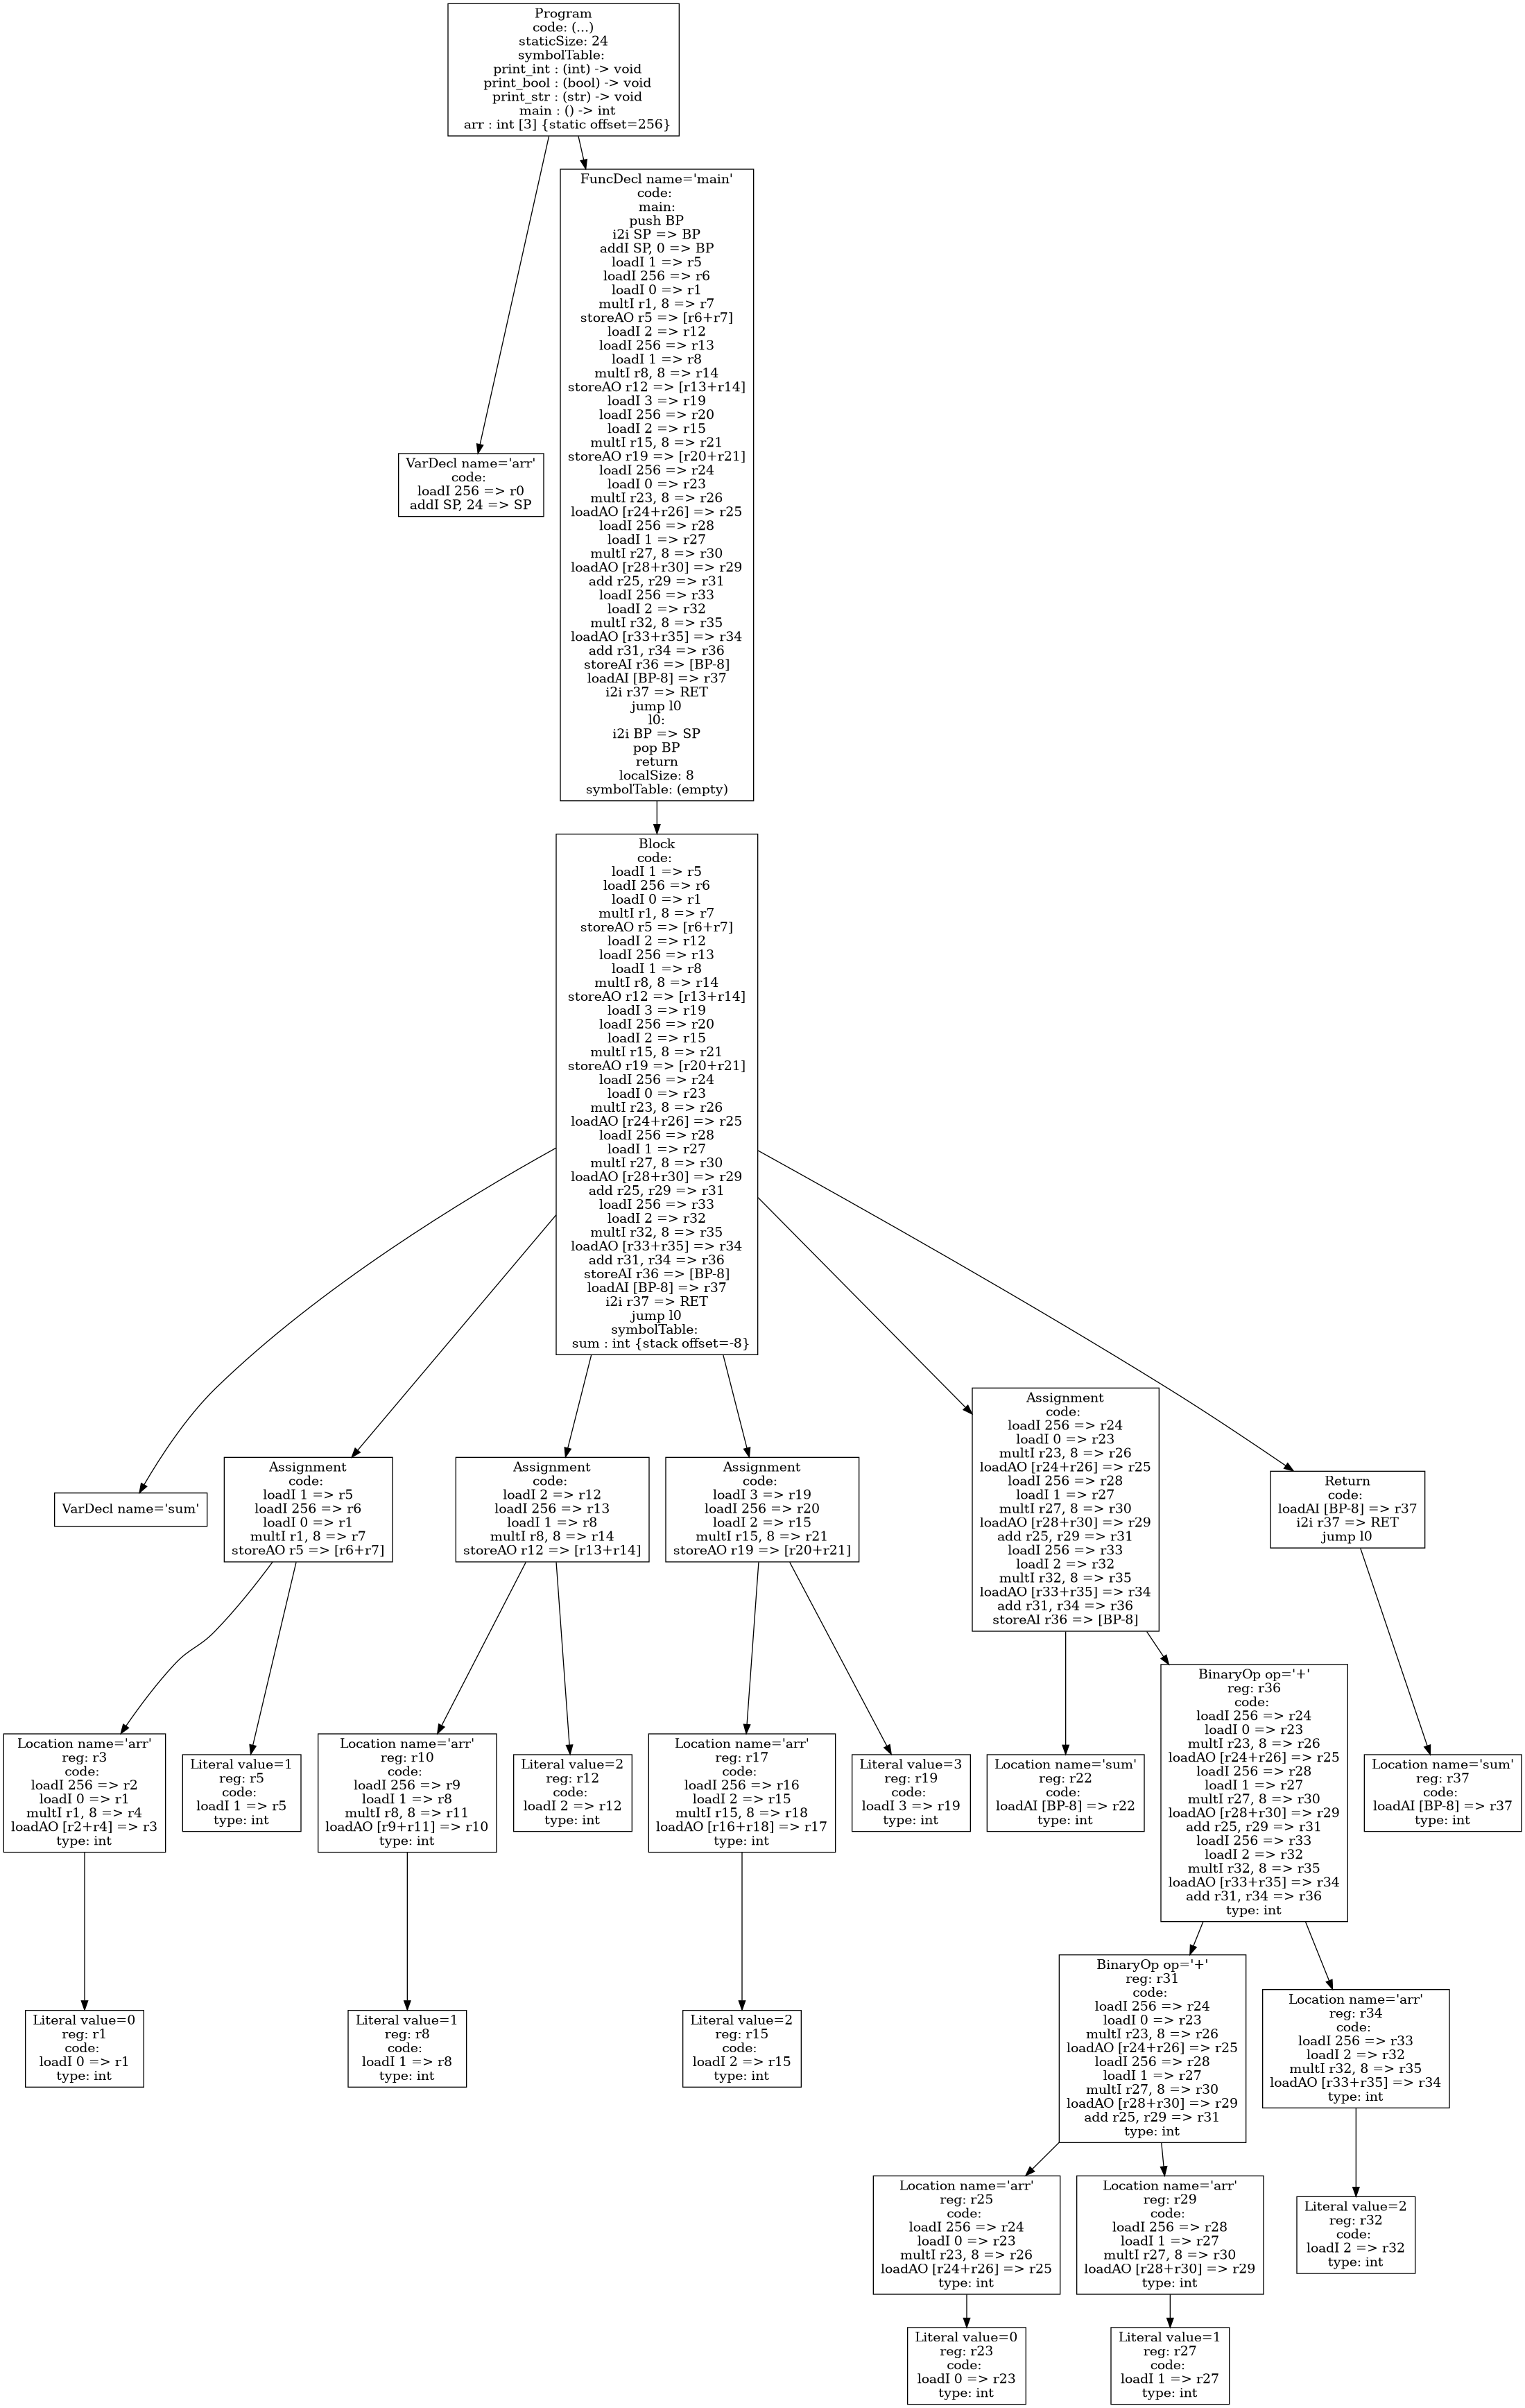 Program
code: (...)
staticSize: 24
symbolTable:
print_int : (int) -> void
print_bool : (bool) -> void
print_str : (str) -> void
main : () -> int
arr : int [3] {static offset=256}
FuncDecl name='main'
code:
main:
push BP
i2i SP => BP
addI SP, 0 => BP
loadI 1 => r5
loadI 256 => r6
loadI 0 => r1
multI r1, 8 => r7
storeAO r5 => [r6+r7]
loadI 2 => r12
loadI 256 => r13
loadI 1 => r8
multI r8, 8 => r14
storeAO r12 => [r13+r14]
loadI 3 => r19
loadI 256 => r20
loadI 2 => r15
multI r15, 8 => r21
storeAO r19 => [r20+r21]
loadI 256 => r24
loadI 0 => r23
multI r23, 8 => r26
loadAO [r24+r26] => r25
loadI 256 => r28
loadI 1 => r27
multI r27, 8 => r30
loadAO [r28+r30] => r29
add r25, r29 => r31
loadI 256 => r33
loadI 2 => r32
multI r32, 8 => r35
loadAO [r33+r35] => r34
add r31, r34 => r36
storeAI r36 => [BP-8]
loadAI [BP-8] => r37
i2i r37 => RET
jump l0
l0:
i2i BP => SP
pop BP
return
localSize: 8
symbolTable: (empty)
VarDecl name='arr'
code:
loadI 256 => r0
addI SP, 24 => SP
Block
code:
loadI 1 => r5
loadI 256 => r6
loadI 0 => r1
multI r1, 8 => r7
storeAO r5 => [r6+r7]
loadI 2 => r12
loadI 256 => r13
loadI 1 => r8
multI r8, 8 => r14
storeAO r12 => [r13+r14]
loadI 3 => r19
loadI 256 => r20
loadI 2 => r15
multI r15, 8 => r21
storeAO r19 => [r20+r21]
loadI 256 => r24
loadI 0 => r23
multI r23, 8 => r26
loadAO [r24+r26] => r25
loadI 256 => r28
loadI 1 => r27
multI r27, 8 => r30
loadAO [r28+r30] => r29
add r25, r29 => r31
loadI 256 => r33
loadI 2 => r32
multI r32, 8 => r35
loadAO [r33+r35] => r34
add r31, r34 => r36
storeAI r36 => [BP-8]
loadAI [BP-8] => r37
i2i r37 => RET
jump l0
symbolTable:
sum : int {stack offset=-8}
VarDecl name='sum'
Assignment
code:
loadI 1 => r5
loadI 256 => r6
loadI 0 => r1
multI r1, 8 => r7
storeAO r5 => [r6+r7]
Assignment
code:
loadI 2 => r12
loadI 256 => r13
loadI 1 => r8
multI r8, 8 => r14
storeAO r12 => [r13+r14]
Assignment
code:
loadI 3 => r19
loadI 256 => r20
loadI 2 => r15
multI r15, 8 => r21
storeAO r19 => [r20+r21]
Assignment
code:
loadI 256 => r24
loadI 0 => r23
multI r23, 8 => r26
loadAO [r24+r26] => r25
loadI 256 => r28
loadI 1 => r27
multI r27, 8 => r30
loadAO [r28+r30] => r29
add r25, r29 => r31
loadI 256 => r33
loadI 2 => r32
multI r32, 8 => r35
loadAO [r33+r35] => r34
add r31, r34 => r36
storeAI r36 => [BP-8]
Return
code:
loadAI [BP-8] => r37
i2i r37 => RET
jump l0
Location name='arr'
reg: r3
code:
loadI 256 => r2
loadI 0 => r1
multI r1, 8 => r4
loadAO [r2+r4] => r3
type: int
Literal value=1
reg: r5
code:
loadI 1 => r5
type: int
Location name='arr'
reg: r10
code:
loadI 256 => r9
loadI 1 => r8
multI r8, 8 => r11
loadAO [r9+r11] => r10
type: int
Literal value=2
reg: r12
code:
loadI 2 => r12
type: int
Location name='arr'
reg: r17
code:
loadI 256 => r16
loadI 2 => r15
multI r15, 8 => r18
loadAO [r16+r18] => r17
type: int
Literal value=3
reg: r19
code:
loadI 3 => r19
type: int
Location name='sum'
reg: r22
code:
loadAI [BP-8] => r22
type: int
BinaryOp op='+'
reg: r36
code:
loadI 256 => r24
loadI 0 => r23
multI r23, 8 => r26
loadAO [r24+r26] => r25
loadI 256 => r28
loadI 1 => r27
multI r27, 8 => r30
loadAO [r28+r30] => r29
add r25, r29 => r31
loadI 256 => r33
loadI 2 => r32
multI r32, 8 => r35
loadAO [r33+r35] => r34
add r31, r34 => r36
type: int
Location name='sum'
reg: r37
code:
loadAI [BP-8] => r37
type: int
Literal value=0
reg: r1
code:
loadI 0 => r1
type: int
Literal value=1
reg: r8
code:
loadI 1 => r8
type: int
Literal value=2
reg: r15
code:
loadI 2 => r15
type: int
BinaryOp op='+'
reg: r31
code:
loadI 256 => r24
loadI 0 => r23
multI r23, 8 => r26
loadAO [r24+r26] => r25
loadI 256 => r28
loadI 1 => r27
multI r27, 8 => r30
loadAO [r28+r30] => r29
add r25, r29 => r31
type: int
Location name='arr'
reg: r34
code:
loadI 256 => r33
loadI 2 => r32
multI r32, 8 => r35
loadAO [r33+r35] => r34
type: int
Location name='arr'
reg: r25
code:
loadI 256 => r24
loadI 0 => r23
multI r23, 8 => r26
loadAO [r24+r26] => r25
type: int
Location name='arr'
reg: r29
code:
loadI 256 => r28
loadI 1 => r27
multI r27, 8 => r30
loadAO [r28+r30] => r29
type: int
Literal value=2
reg: r32
code:
loadI 2 => r32
type: int
Literal value=0
reg: r23
code:
loadI 0 => r23
type: int
Literal value=1
reg: r27
code:
loadI 1 => r27
type: int